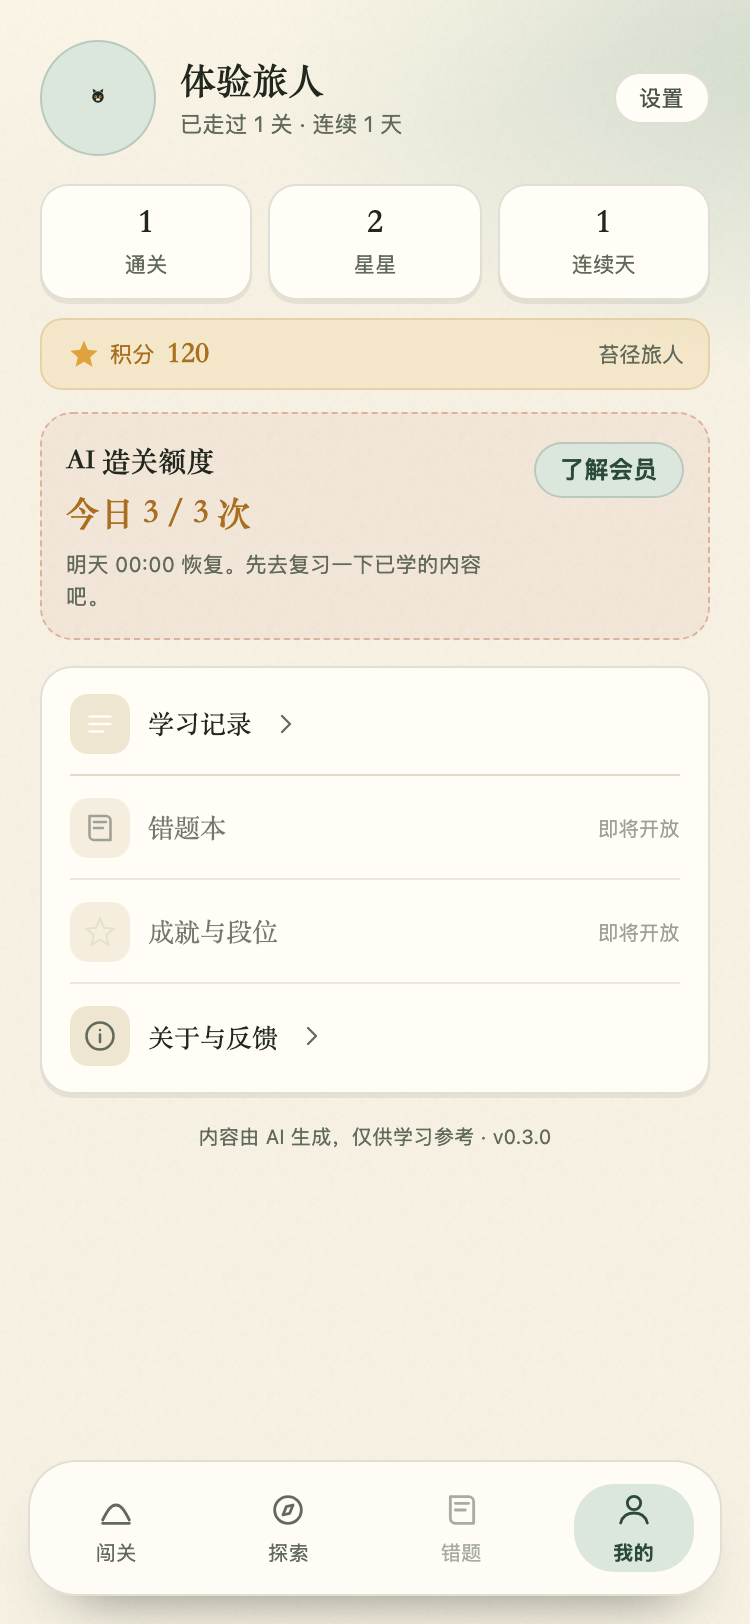 体验旅人
已走过 1 关 · 连续 1 天
设置
1
通关
2
星星
1
连续天
积分 120
苔径旅人
AI 造关额度
了解会员
今日 3 / 3 次
明天 00:00 恢复。先去复习一下已学的内容
吧。
学习记录
错题本
即将开放
成就与段位
即将开放
关于与反馈
内容由 AI 生成，仅供学习参考 · v0.3.0
闯关
探索
错题
我的